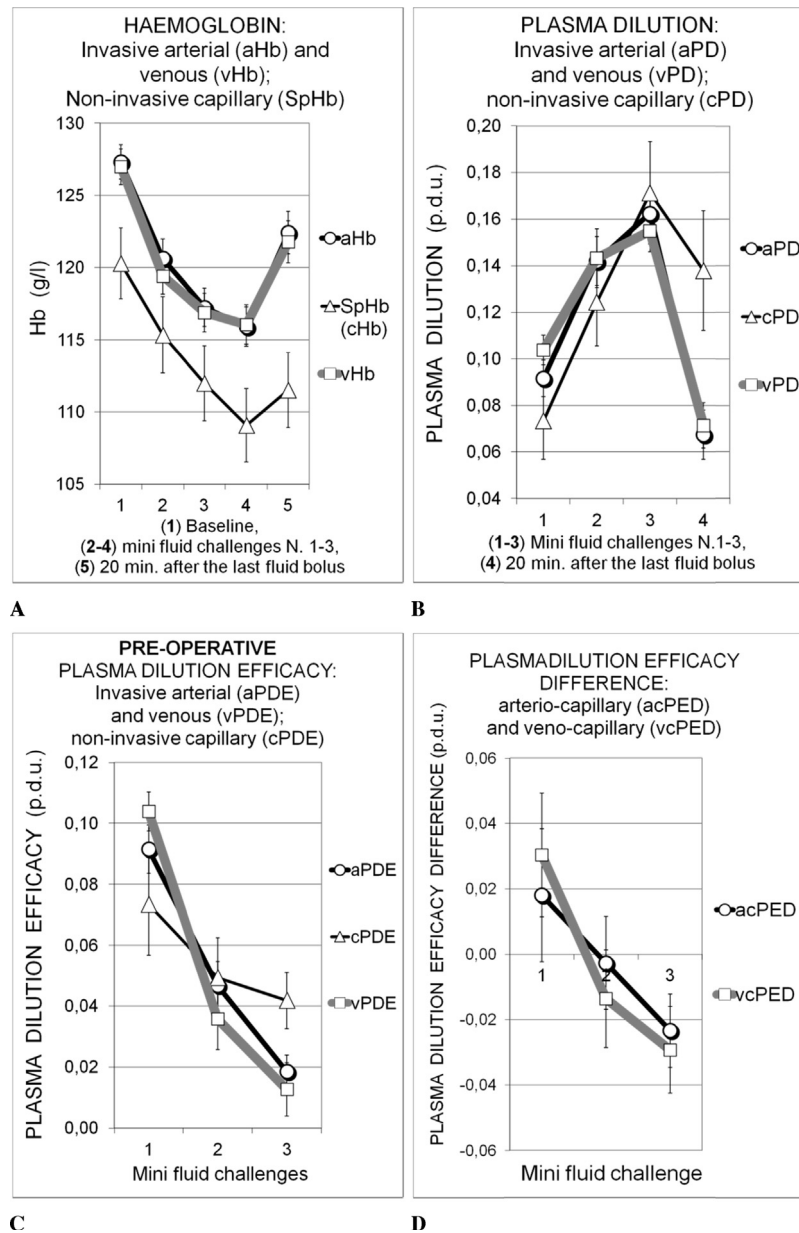 HAEMOGLOBIN:
Invasive arterial (aHb) and
venous (vHb);
Non-invasive capillary (SpHb)
130
125
120
115
110
105
Hb (g/l)
1 2 3 4 5
(1) Baseline,
(2-4) mini fluid challenges N. 1-3,
(5) 20 min. after the last fluid bolus
aHb
SpHb
(cHb)
vHb
A
PLASMA DILUTION:
Invasive arterial (aPD)
and venous (vPD);
non-invasive capillary (cPD)
0,20
0,18
0,16
0,14
0,12
0,10
0,08
0,06
0,04
PLASMA DILUTION (p.d.u.)
1 2 3 4
(1-3) Mini fluid challenges N.1-3,
(4) 20 min. after the last fluid bolus
aPD
cPD
vPD
B
PRE-OPERATIVE
PLASMA DILUTION EFFICACY:
Invasive arterial (aPDE)
and venous (vPDE);
non-invasive capillary (cPDE)
0,12
0,10
0,08
0,06
0,04
0,02
0,00
PLASMA DILUTION EFFICACY (p.d.u.)
1 2 3
Mini fluid challenges
aPDE
cPDE
vPDE
C
PLASMADILUTION EFFICACY
DIFFERENCE:
arterio-capillary (acPED)
and veno-capillary (vcPED)
0,06
0,04
0,02
0,00
-0,02
-0,04
-0,06
PLASMA DILUTION EFFICACY DIFFERENCE (p.d.u.)
1 2 3
Mini fluid challenge
acPED
vcPED
D